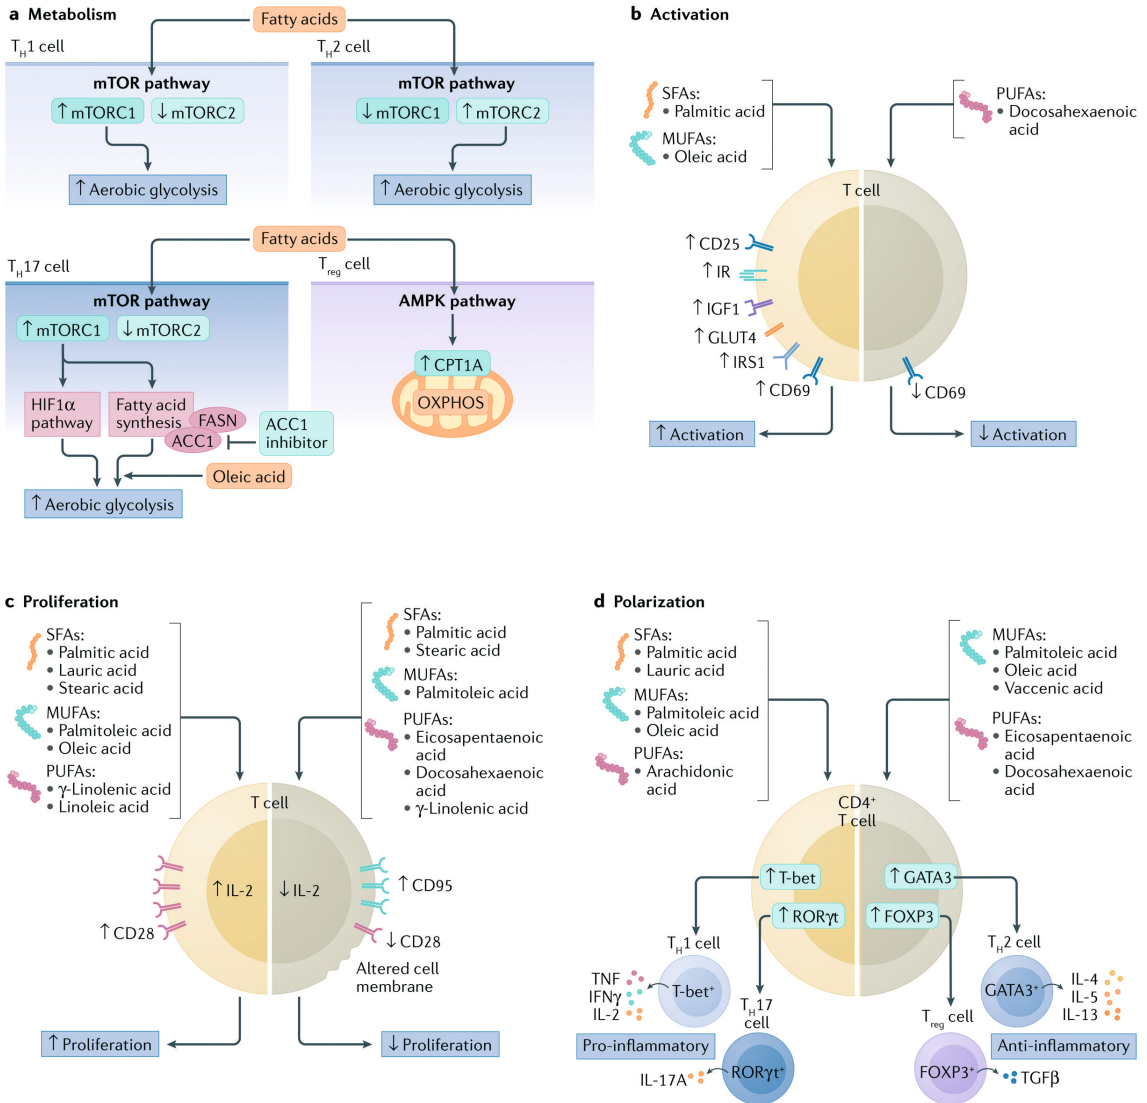 a Metabolism
Fatty acids
T_H1 cell
T_H2 cell
mTOR pathway
mTOR pathway
↑ mTORC1
↓ mTORC2
↓ mTORC1
↑ mTORC2
↑ Aerobic glycolysis
↑ Aerobic glycolysis
Fatty acids
T_H17 cell
T_reg cell
mTOR pathway
AMPK pathway
↑ mTORC1
↓ mTORC2
↑ CPT1A
OXPHOS
HIF1α
pathway
Fatty acid
synthesis
FASN
ACC1
ACC1
inhibitor
Oleic acid
↑ Aerobic glycolysis
b Activation
SFAs:
• Palmitic acid
MUFAs:
• Oleic acid
PUFAs:
• Docosahexaenoic
acid
T cell
↑ CD25
↑ IR
↑ IGF1
↑ GLUT4
↑ IRS1
↑ CD69
↓ CD69
↑ Activation
↓ Activation
c Proliferation
SFAs:
• Palmitic acid
• Lauric acid
• Stearic acid
MUFAs:
• Palmitoleic acid
• Oleic acid
PUFAs:
• γ-Linolenic acid
• Linoleic acid
SFAs:
• Palmitic acid
• Stearic acid
MUFAs:
• Palmitoleic acid
PUFAs:
• Eicosapentaenoic
acid
• Docosahexaenoic
acid
• γ-Linolenic acid
T cell
↑ IL-2
↓ IL-2
↑ CD28
↑ CD95
↓ CD28
Altered cell
membrane
↑ Proliferation
↓ Proliferation
d Polarization
SFAs:
• Palmitic acid
• Lauric acid
MUFAs:
• Palmitoleic acid
• Oleic acid
PUFAs:
• Arachidonic
acid
MUFAs:
• Palmitoleic acid
• Oleic acid
• Vaccenic acid
PUFAs:
• Eicosapentaenoic
acid
• Docosahexaenoic
acid
CD4⁺
T cell
↑ T-bet
↑ GATA3
↑ RORγt
↑ FOXP3
T_H1 cell
T_H2 cell
TNF
IFNγ
IL-2
T-bet⁺
GATA3⁺
IL-4
IL-5
IL-13
T_H17
cell
T_reg cell
Pro-inflammatory
Anti-inflammatory
IL-17A
RORγt⁺
FOXP3⁺
TGFβ